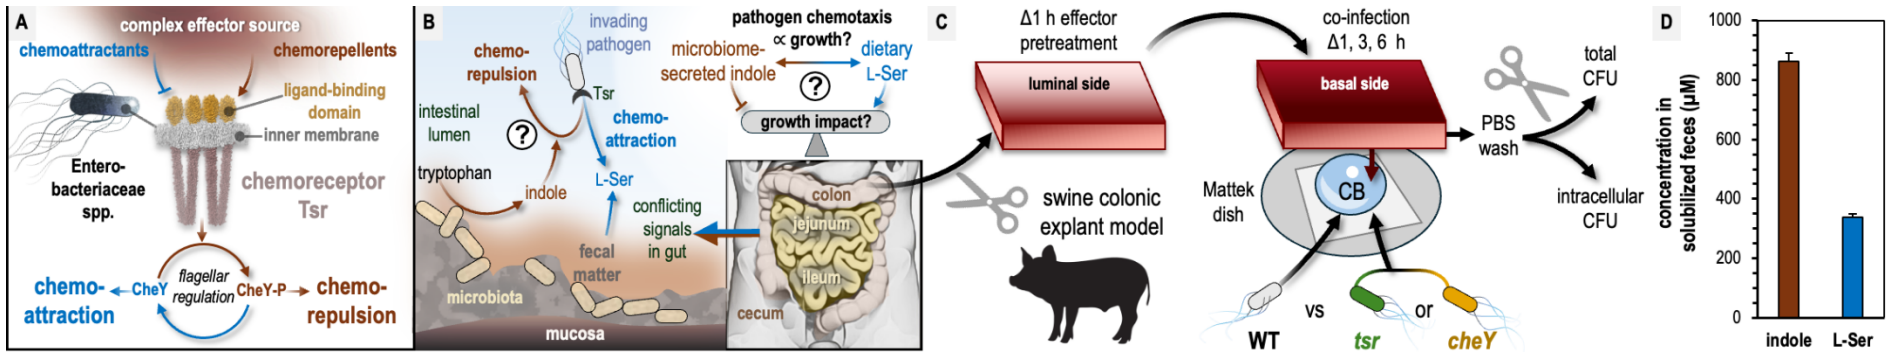 A
complex effector source
chemoattractants
chemorepellents
ligand-binding
domain
inner membrane
Entero-
bacteriaceae
spp.
chemoreceptor
Tsr
chemo-
attraction
CheY
flagellar
regulation
CheY-P
chemo-
repulsion
B
invading
pathogen
chemo-
repulsion
Tsr
intestinal
lumen
?
chemo-
attraction
tryptophan
indole
L-Ser
conflicting
signals
in gut
fecal
matter
microbiota
mucosa
pathogen chemotaxis
∝ growth?
microbiome-
secreted indole
dietary
L-Ser
?
growth impact?
colon
jejunum
ileum
cecum
C
Δ1 h effector
pretreatment
luminal side
swine colonic
explant model
co-infection
Δ1, 3, 6 h
basal side
Mattek
dish
CB
WT
vs
tsr
or
cheY
PBS
wash
total
CFU
intracellular
CFU
D
concentration in
solubilized feces (μM)
1000
800
600
400
200
0
indole
L-Ser